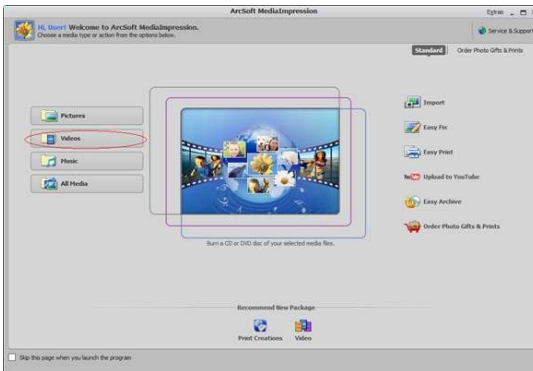 ArcSoft MediaImpression
Extras
Hi, User! Welcome to ArcSoft MediaImpression.
Choose a media type or action from the options below.
Service & Support
Standard
Order Photo Gifts & Prints
Pictures
Videos
Music
All Media
Import
Easy Fix
Easy Print
You Tube Upload to YouTube
Easy Archive
Order Photo Gifts & Prints
Burn a CD or DVD disc of your selected media files.
Recommend New Package
Print Creations
Video
Skip this page when you launch the program